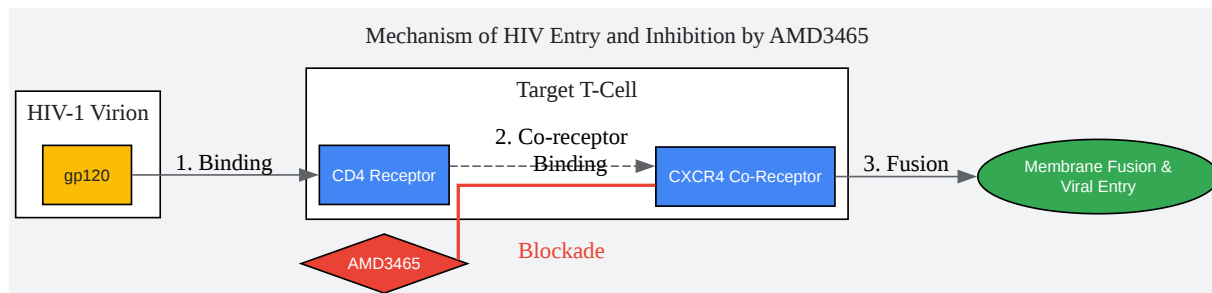 Mechanism of HIV Entry and Inhibition by AMD3465
Target T-Cell
HIV-1 Virion
gp120
1. Binding
CD4 Receptor
2. Co-receptor
Binding
CXCR4 Co-Receptor
3. Fusion
Membrane Fusion &
Viral Entry
AMD3465
Blockade